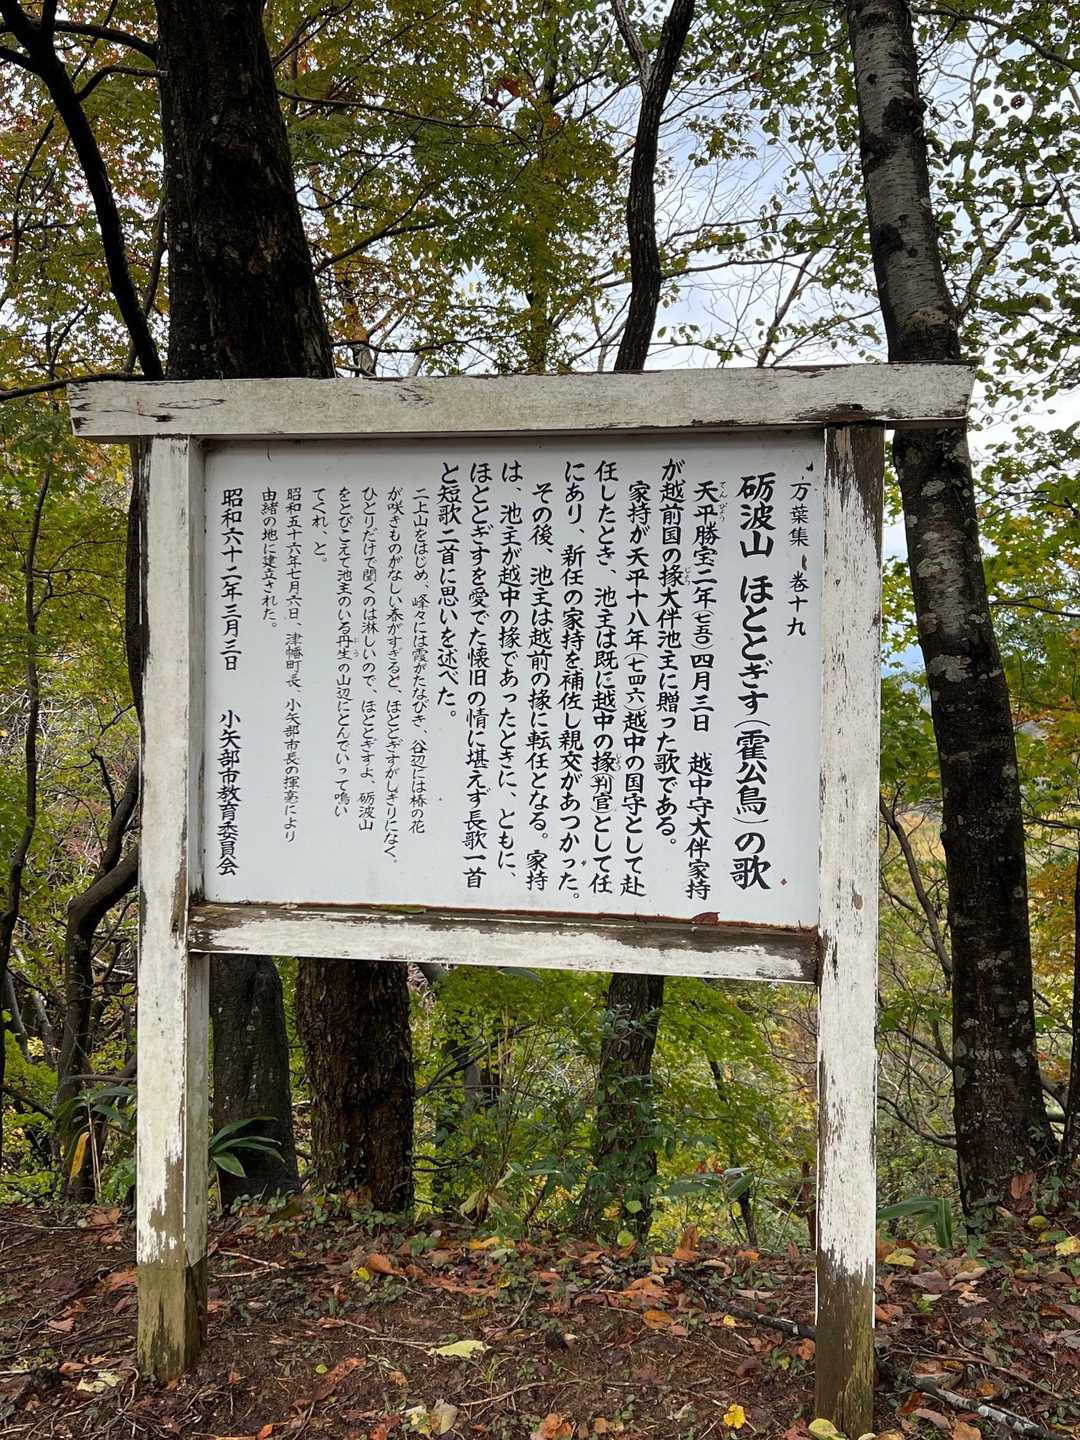 万葉集 巻十九
砺波山 ほととぎす(霍公鳥)の歌
天平勝宝二年(七五〇)四月三日 越中守大伴家持
が越前国の掾大伴池主に贈った歌である。
家持が天平十八年(七四六)越中の国守として赴
任したとき、池主は既に越中の掾(判官)として任
にあり、新任の家持を補佐し親交があつかった。
その後、池主は越前の掾に転任となる。家持
は、池主が越中の掾であったときに、ともに、
ほととぎすを愛でた懐旧の情に堪えず長歌一首
と短歌二首に思いを述べた。
二上山をはじめ、峰々には霞がたなびき、谷辺には椿の花
が咲きものがなしい春がすぎると、ほととぎすがしきりになく。
ひとりだけで聞くのは淋しいので、ほととぎすよ、砺波山
をとびこえて池主のいる丹生の山辺にとんでいって鳴い
てくれ、と。
昭和五十六年七月六日、津幡町長、小矢部市長の揮毫により
由緒の地に建立された。
昭和六十二年三月三日 小矢部市教育委員会